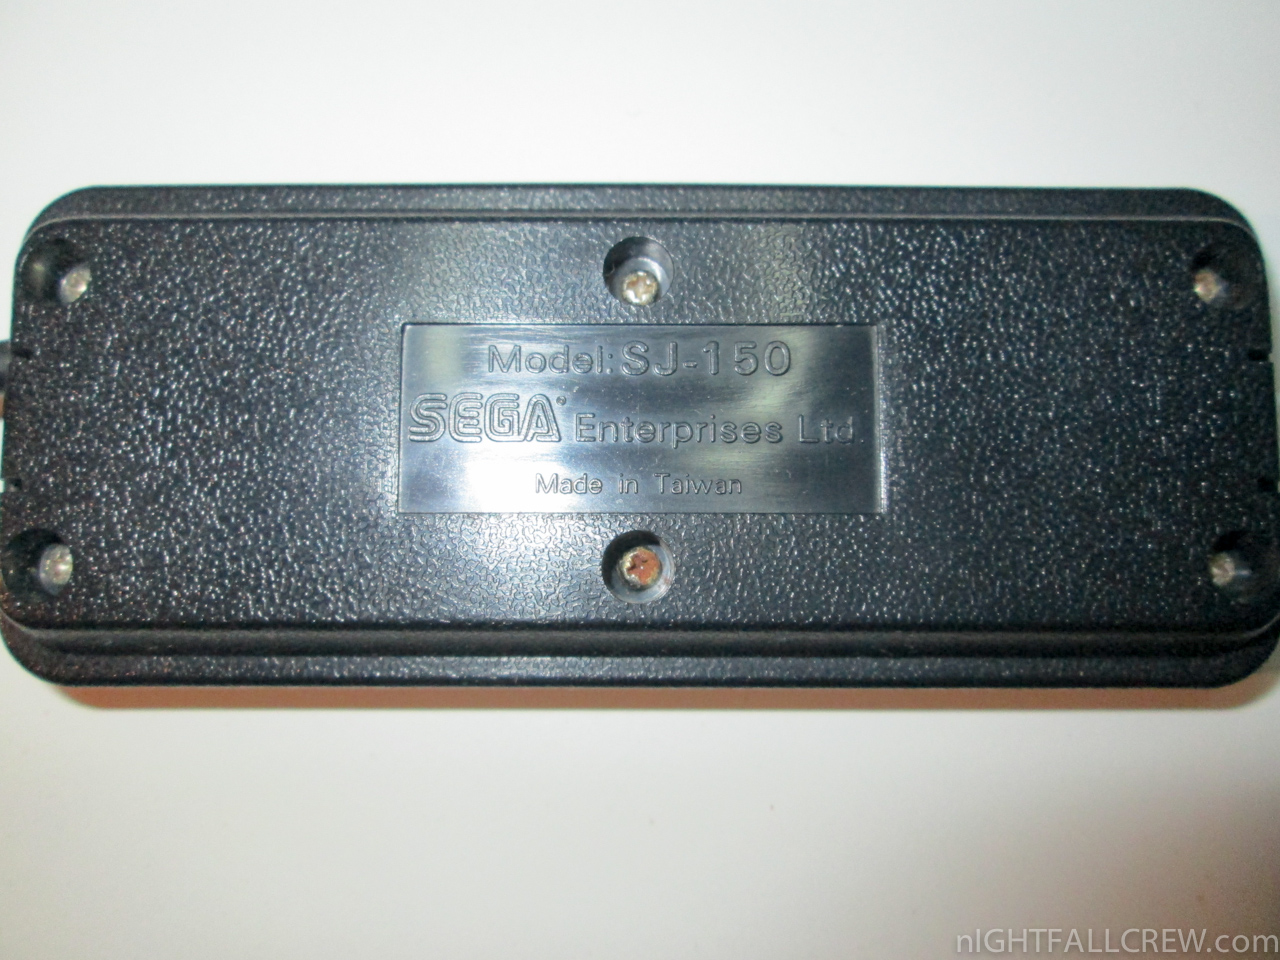 Model: SJ-150
SEGA® Enterprises Ltd.
Made in Taiwan
nIGHTFALLCREW.com